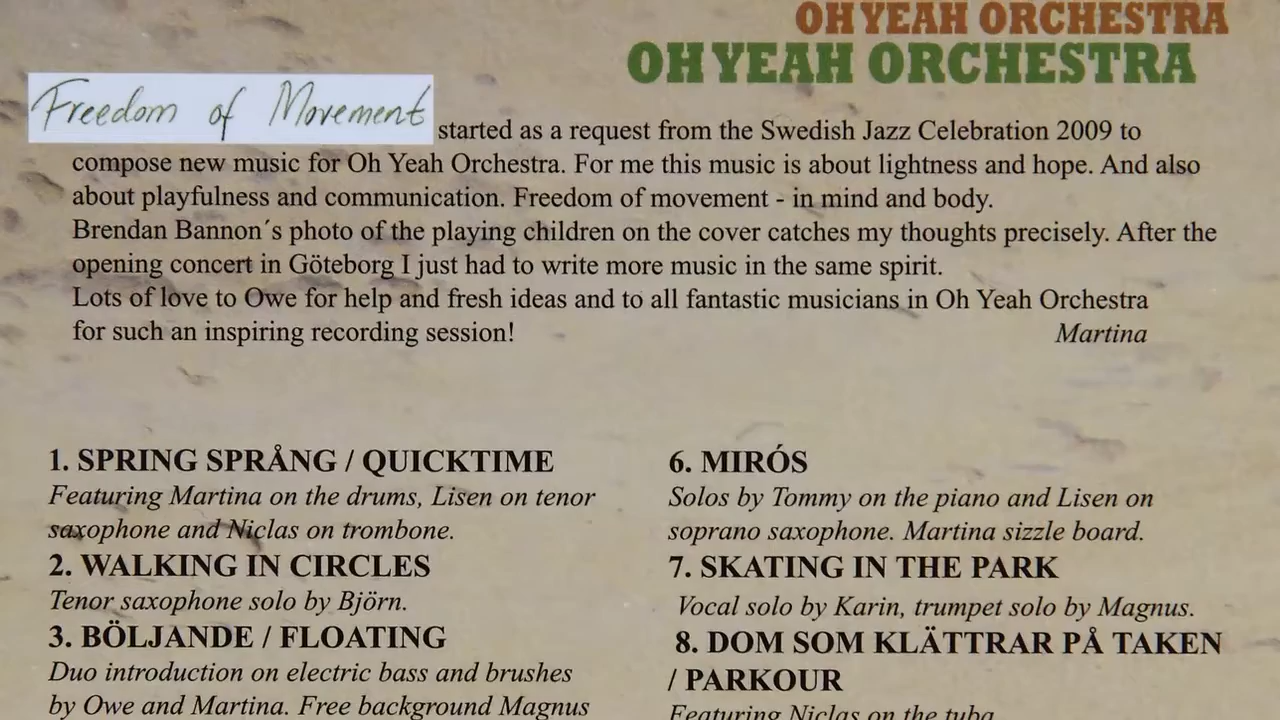 OH YEAH ORCHESTRA
OH YEAH ORCHESTRA
Freedom of Movement started as a request from the Swedish Jazz Celebration 2009 to
compose new music for Oh Yeah Orchestra. For me this music is about lightness and hope. And also
about playfulness and communication. Freedom of movement - in mind and body.
Brendan Bannon´s photo of the playing children on the cover catches my thoughts precisely. After the
opening concert in Göteborg I just had to write more music in the same spirit.
Lots of love to Owe for help and fresh ideas and to all fantastic musicians in Oh Yeah Orchestra
for such an inspiring recording session! Martina
1. SPRING SPRÅNG / QUICKTIME
Featuring Martina on the drums, Lisen on tenor
saxophone and Niclas on trombone.
2. WALKING IN CIRCLES
Tenor saxophone solo by Björn.
3. BÖLJANDE / FLOATING
Duo introduction on electric bass and brushes
by Owe and Martina. Free background Magnus
6. MIRÓS
Solos by Tommy on the piano and Lisen on
soprano saxophone. Martina sizzle board.
7. SKATING IN THE PARK
Vocal solo by Karin, trumpet solo by Magnus.
8. DOM SOM KLÄTTRAR PÅ TAKEN
/ PARKOUR
Featuring Niclas on the tuba